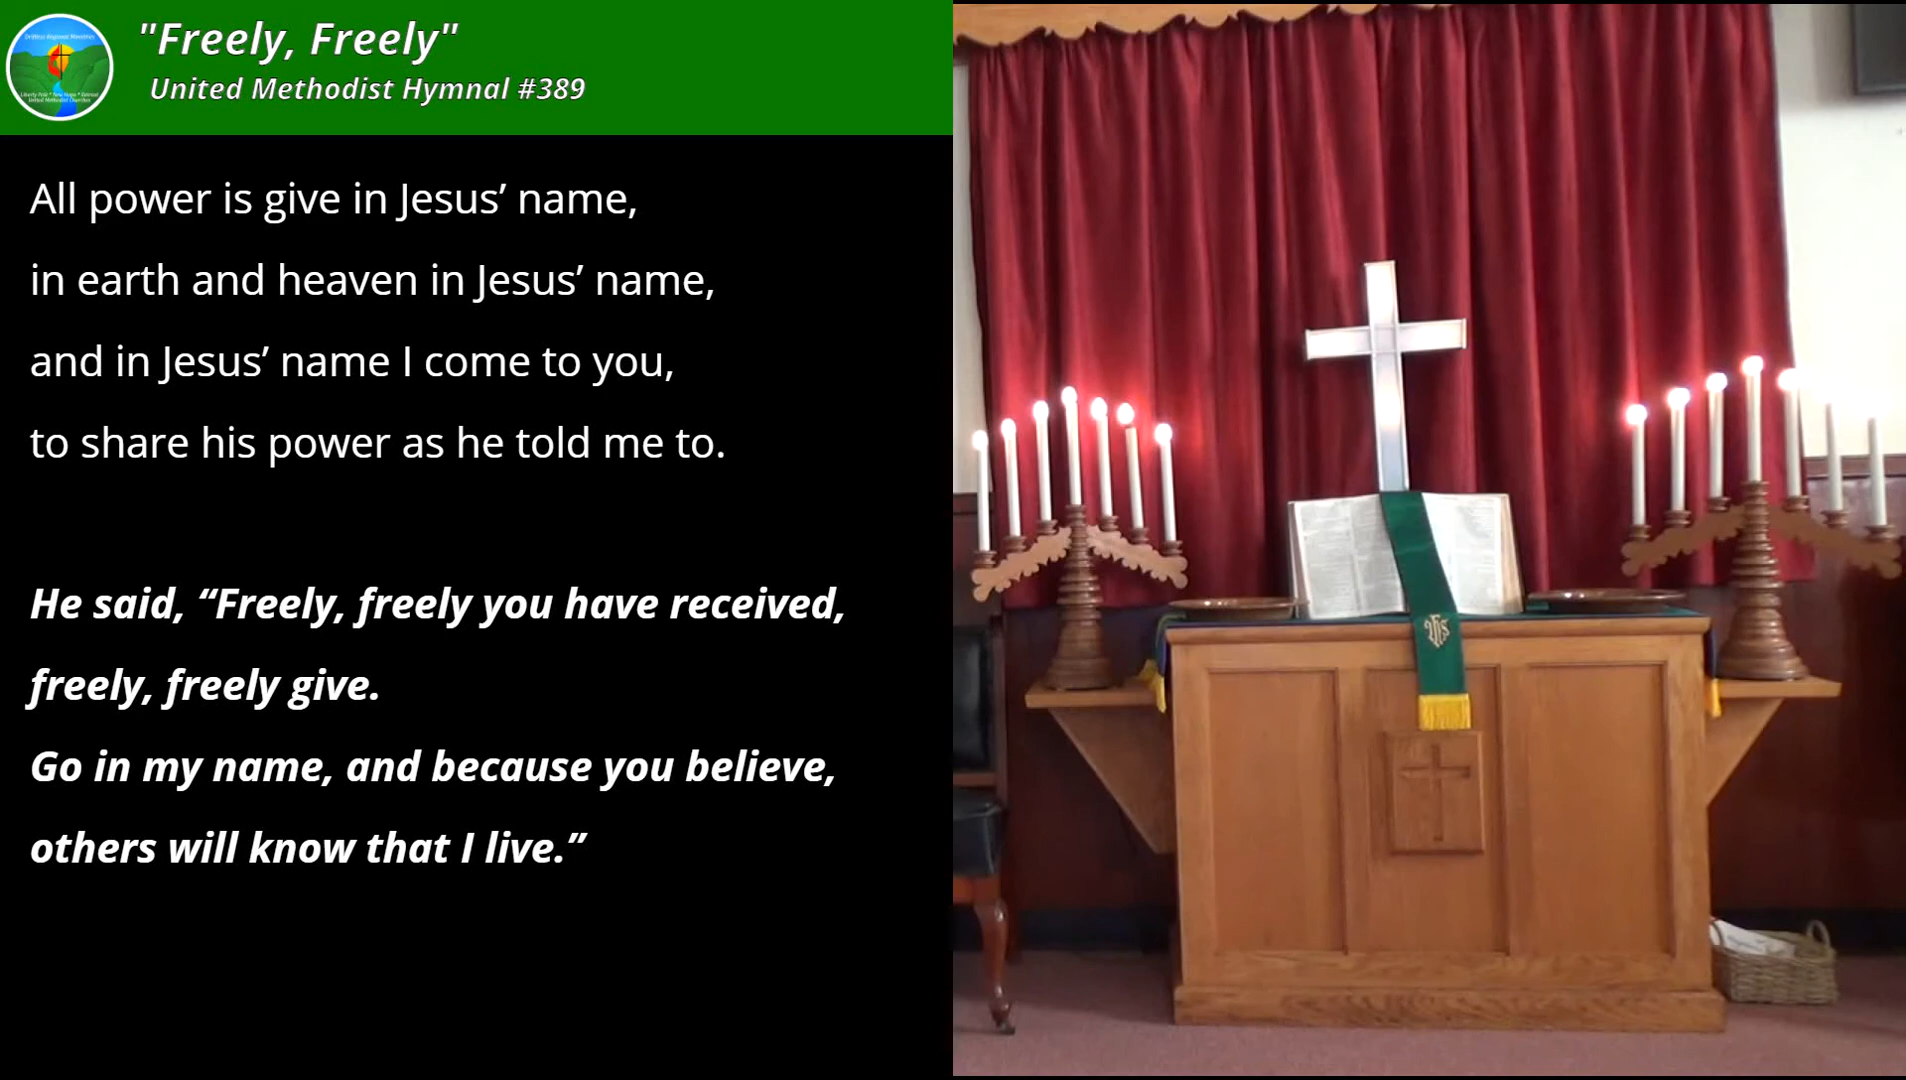 "Freely, Freely"
United Methodist Hymnal #389
All power is give in Jesus’ name,
in earth and heaven in Jesus’ name,
and in Jesus’ name I come to you,
to share his power as he told me to.
He said, “Freely, freely you have received,
freely, freely give.
Go in my name, and because you believe,
others will know that I live.”